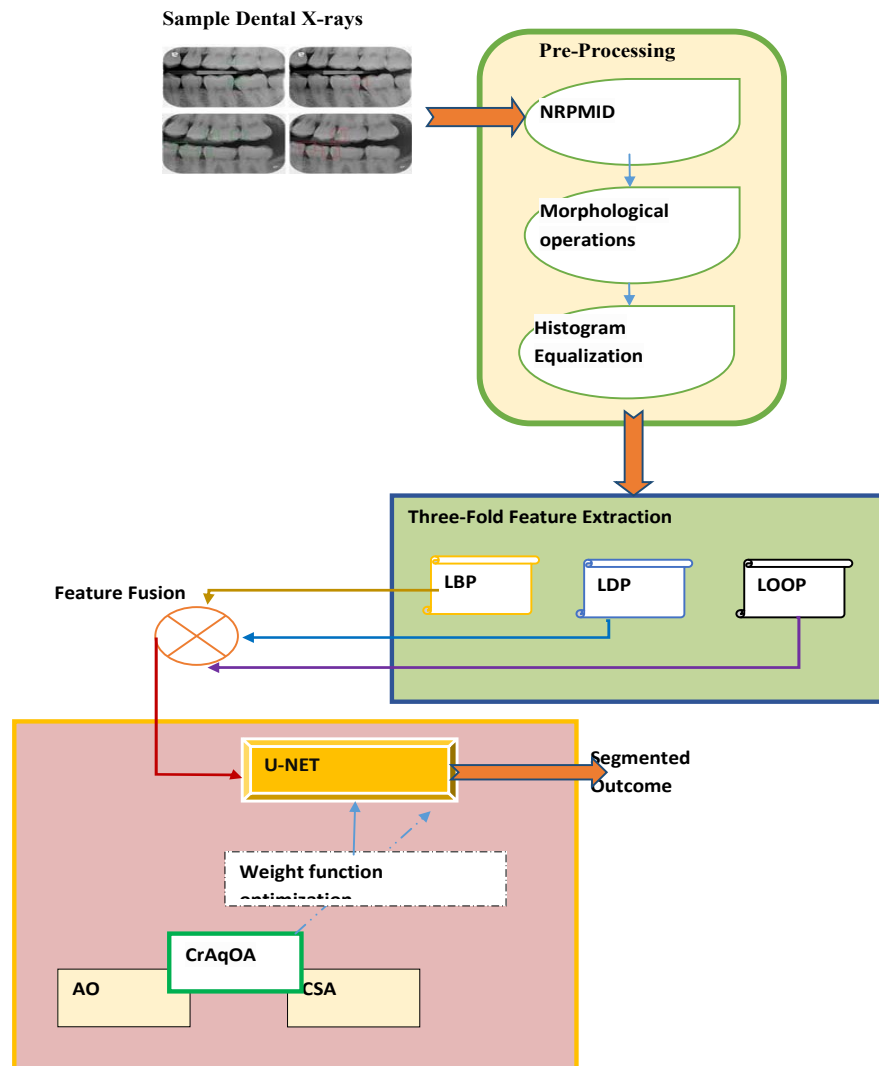 Sample Dental X-rays
Pre-Processing
NRPMID
Morphological
operations
Histogram
Equalization
Three-Fold Feature Extraction
LBP
LDP
LOOP
Feature Fusion
U-NET
Segmented
Outcome
Weight function
optimization
CrAqOA
AO
CSA